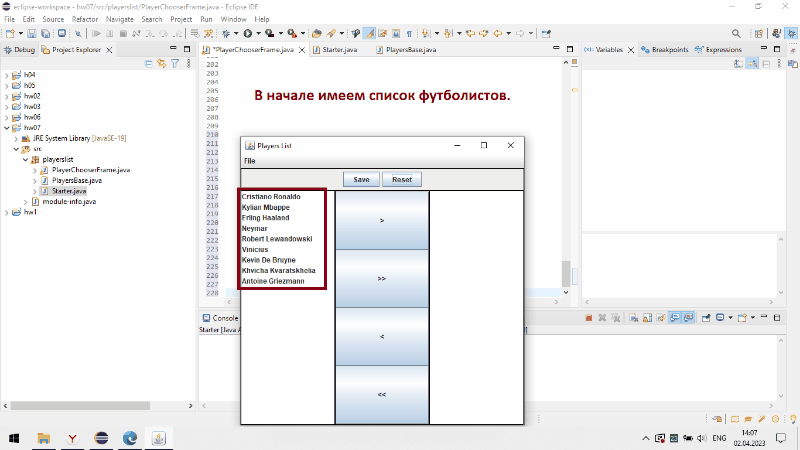 eclipse-workspace - hw07/src/playerslist/PlayerChooserFrame.java - Eclipse IDE
File Edit Source Refactor Navigate Search Project Run Window Help
Debug Project Explorer
*PlayerChooserFrame.java Starter.java PlayersBase.java
(x)= Variables Breakpoints Expressions
h04
h05
hw02
hw03
hw06
hw07
JRE System Library [JavaSE-19]
src
playerslist
PlayerChooserFrame.java
PlayersBase.java
Starter.java
module-info.java
hw1
202
203
204
205
206
207
208
209
210
211
212
213
214
215
216
217
218
219
220
221
222
223
224
225
226
227
228
В начале имеем список футболистов.
Players List
File
Save Reset
Cristiano Ronaldo
Kylian Mbappe
Erling Haaland
Neymar
Robert Lewandowski
Vinicius
Kevin De Bruyne
Khvicha Kvaratskhelia
Antoine Griezmann
>
>>
<
<<
Console
Starter [Java A
ENG
14:07
02.04.2023